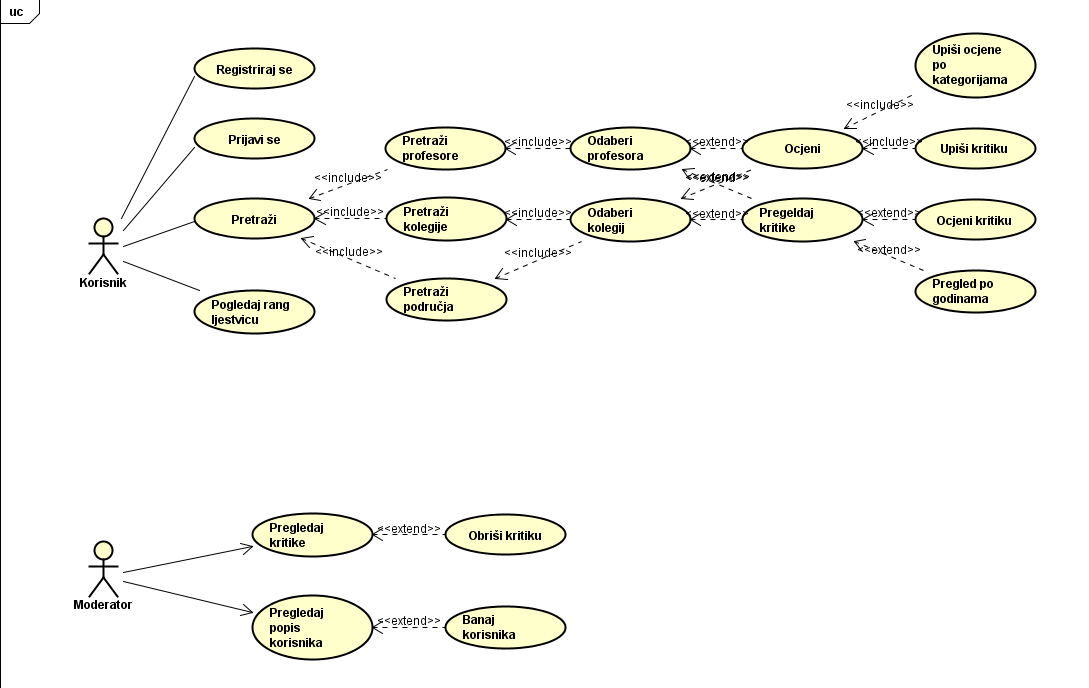 uc
Registriraj se
Upiši ocjene
po
kategorijama
<<include>>
Prijavi se
Pretraži
profesore
<<include>>
Odaberi
profesora
<<extend>>
Ocjeni
<<include>>
Upiši kritiku
<<include>>
<<extend>>
<<extend>>
Pretraži
<<include>>
Pretraži
kolegije
<<include>>
Odaberi
kolegij
<<extend>>
Pregeldaj
kritike
<<extend>>
Ocjeni kritiku
<<include>>
<<include>>
<<extend>>
Korisnik
Pogledaj rang
ljestvicu
Pretraži
područja
Pregled po
godinama
Pregledaj
kritike
<<extend>>
Obriši kritiku
Moderator
Pregledaj
popis
korisnika
<<extend>>
Banaj
korisnika